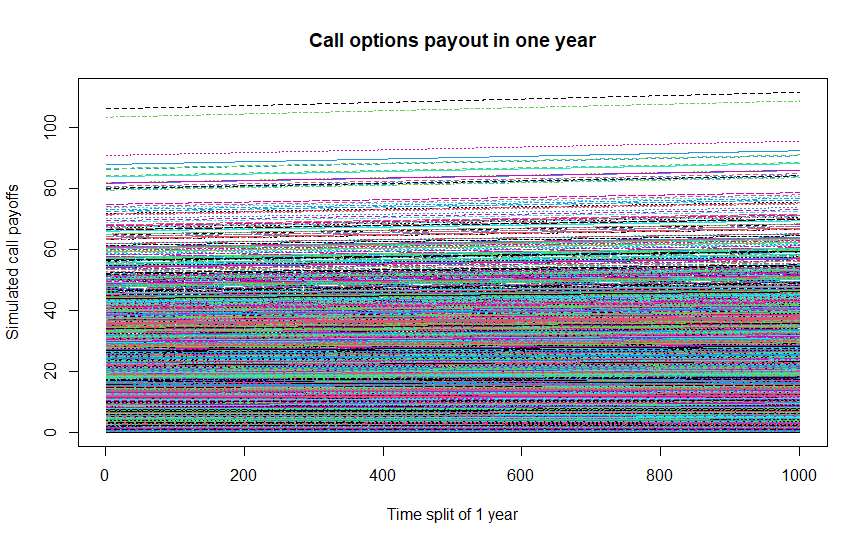 Call options payout in one year
Simulated call payoffs
100
80
60
40
20
0
0 200 400 600 800 1000
Time split of 1 year